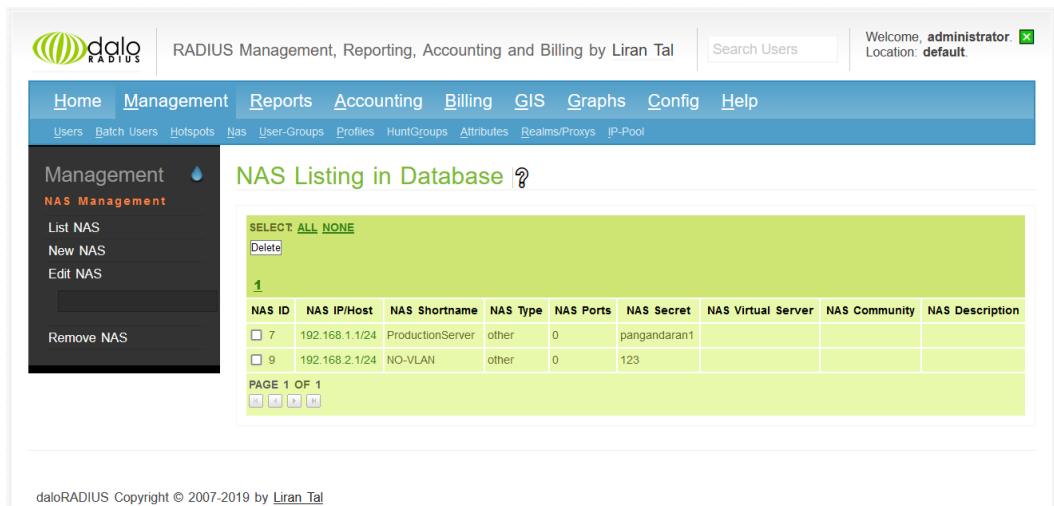 dalo
RADIUS
RADIUS Management, Reporting, Accounting and Billing by Liran Tal
Search Users
Welcome, administrator.
Location: default.
Home Management Reports Accounting Billing GIS Graphs Config Help
Users Batch Users Hotspots Nas User-Groups Profiles HuntGroups Attributes Realms/Proxys IP-Pool
Management
NAS Management
List NAS
New NAS
Edit NAS
Remove NAS
NAS Listing in Database ?
SELECT: ALL NONE
Delete
1
NAS ID NAS IP/Host NAS Shortname NAS Type NAS Ports NAS Secret NAS Virtual Server NAS Community NAS Description
7 192.168.1.1/24 ProductionServer other 0 pangandaran1
9 192.168.2.1/24 NO-VLAN other 0 123
PAGE 1 OF 1
daloRADIUS Copyright © 2007-2019 by Liran Tal